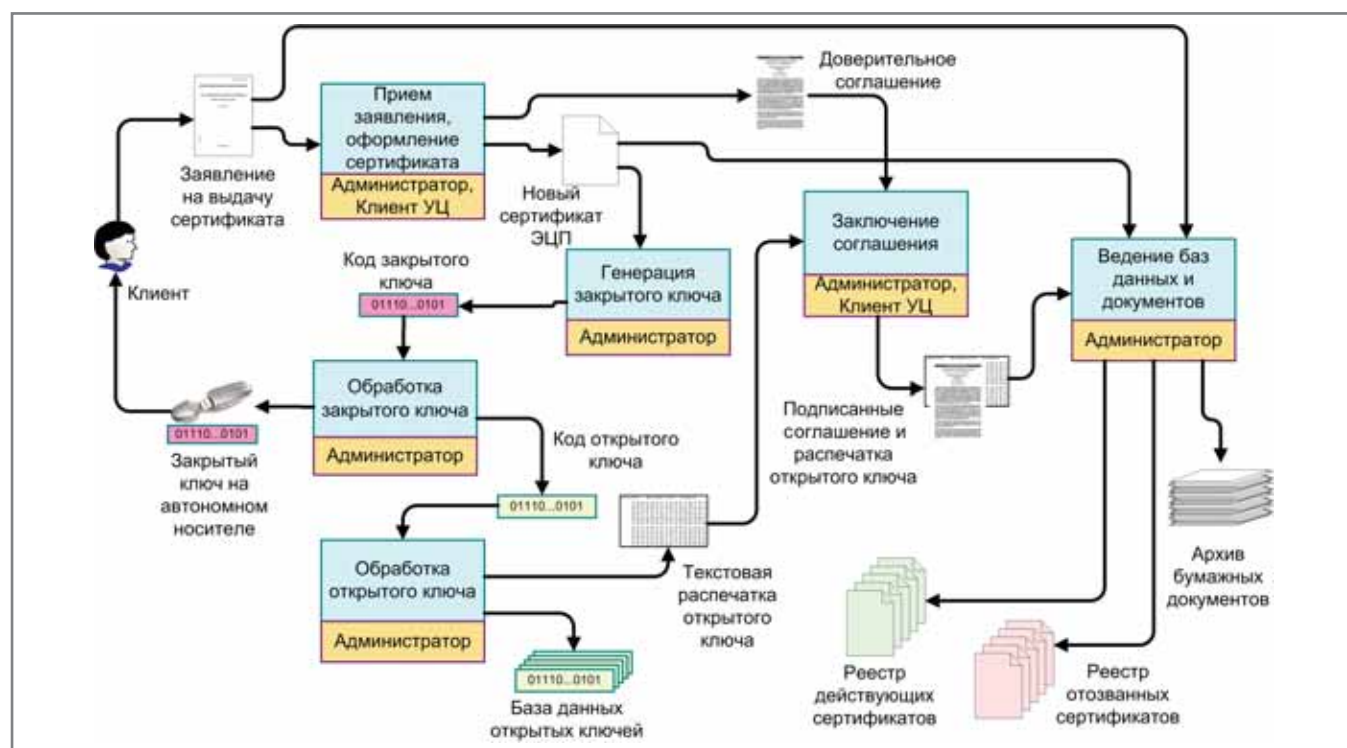 Доверительное
соглашение
Прием
заявления,
оформление
сертификата
Администратор,
Клиент УЦ
Заявление
на выдачу
сертификата
Новый
сертификат
ЭЦП
Заключение
соглашения
Администратор,
Клиент УЦ
Ведение баз
данных и
документов
Администратор
Клиент
Код закрытого
ключа
01110...0101
Генерация
закрытого ключа
Администратор
Обработка
закрытого ключа
Администратор
01110...0101
Закрытый
ключ на
автономном
носителе
Код открытого
ключа
01110...0101
Подписанные
соглашение и
распечатка
открытого ключа
Обработка
открытого ключа
Администратор
Текстовая
распечатка
открытого
ключа
Архив
бумажных
документов
01110...0101
База данных
открытых ключей
Реестр
действующих
сертификатов
Реестр
отозванных
сертификатов